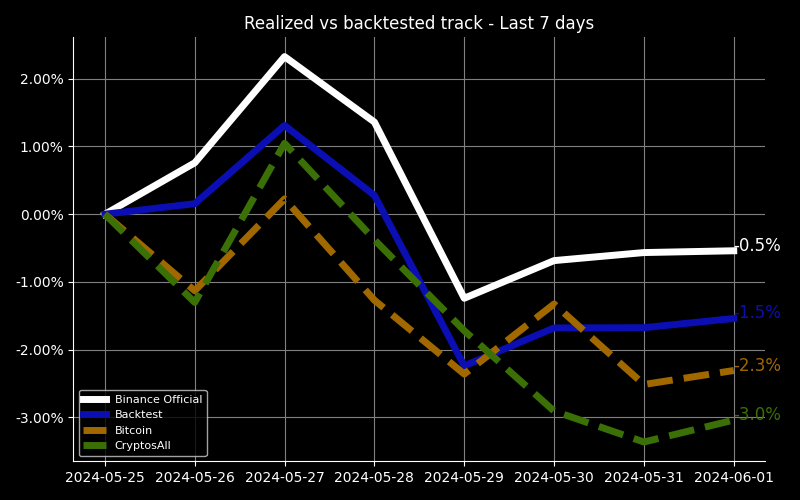 Realized vs backtested track - Last 7 days
2.00%
1.00%
0.00%
-1.00%
-2.00%
-3.00%
-0.5%
-1.5%
-2.3%
-3.0%
Binance Official
Backtest
Bitcoin
CryptosAll
2024-05-25 2024-05-26 2024-05-27 2024-05-28 2024-05-29 2024-05-30 2024-05-31 2024-06-01